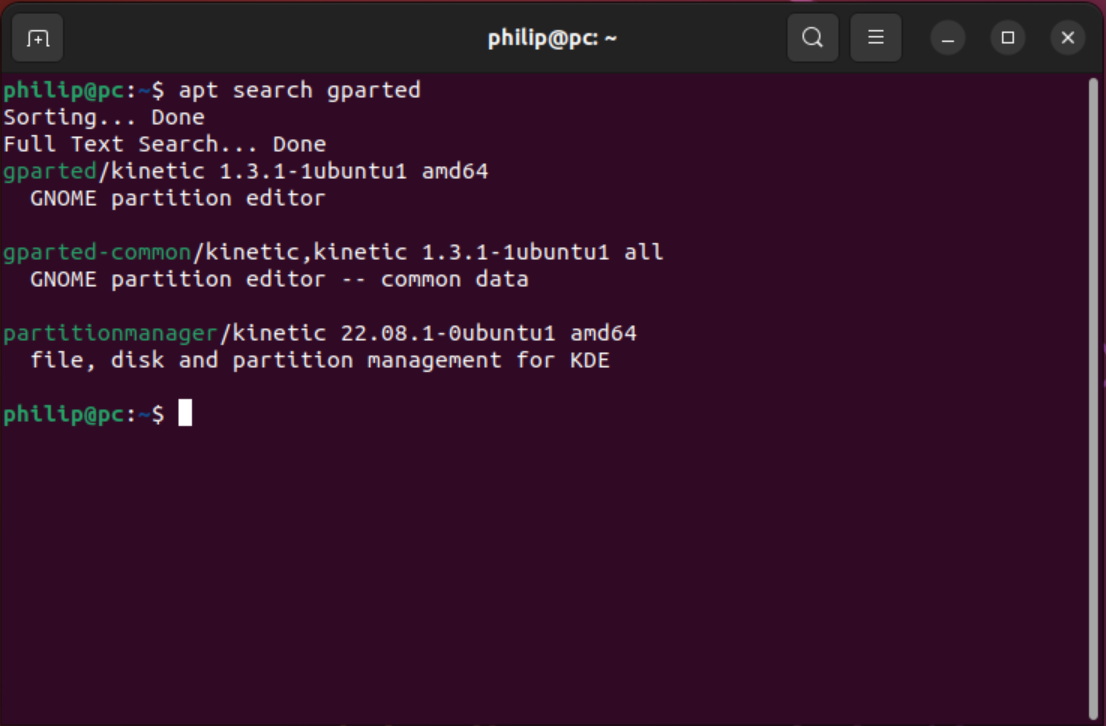 philip@pc: ~
philip@pc:~$ apt search gparted
Sorting... Done
Full Text Search... Done
gparted/kinetic 1.3.1-1ubuntu1 amd64
  GNOME partition editor

gparted-common/kinetic,kinetic 1.3.1-1ubuntu1 all
  GNOME partition editor -- common data

partitionmanager/kinetic 22.08.1-0ubuntu1 amd64
  file, disk and partition management for KDE

philip@pc:~$